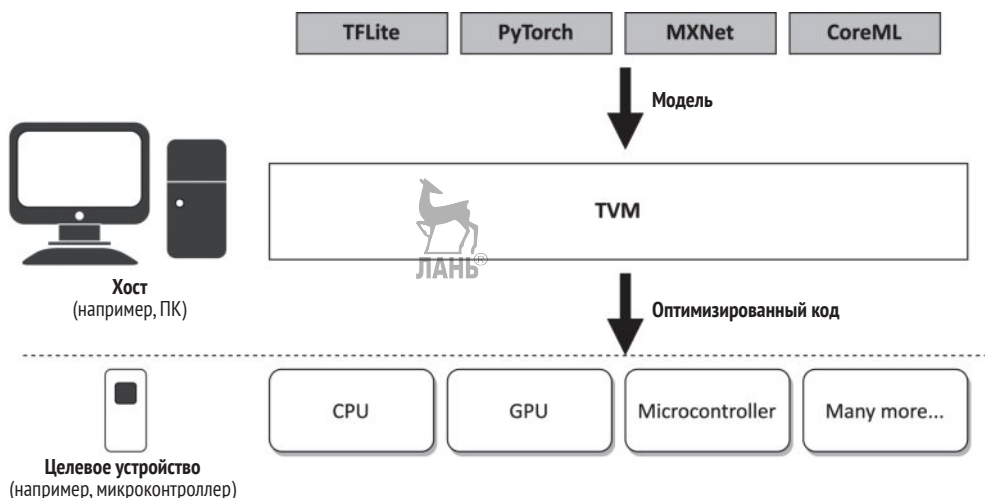 TFLite
PyTorch
MXNet
CoreML
Модель
TVM
ЛАНЬ®
Хост
(например, ПК)
Оптимизированный код
CPU
GPU
Microcontroller
Many more...
Целевое устройство
(например, микроконтроллер)